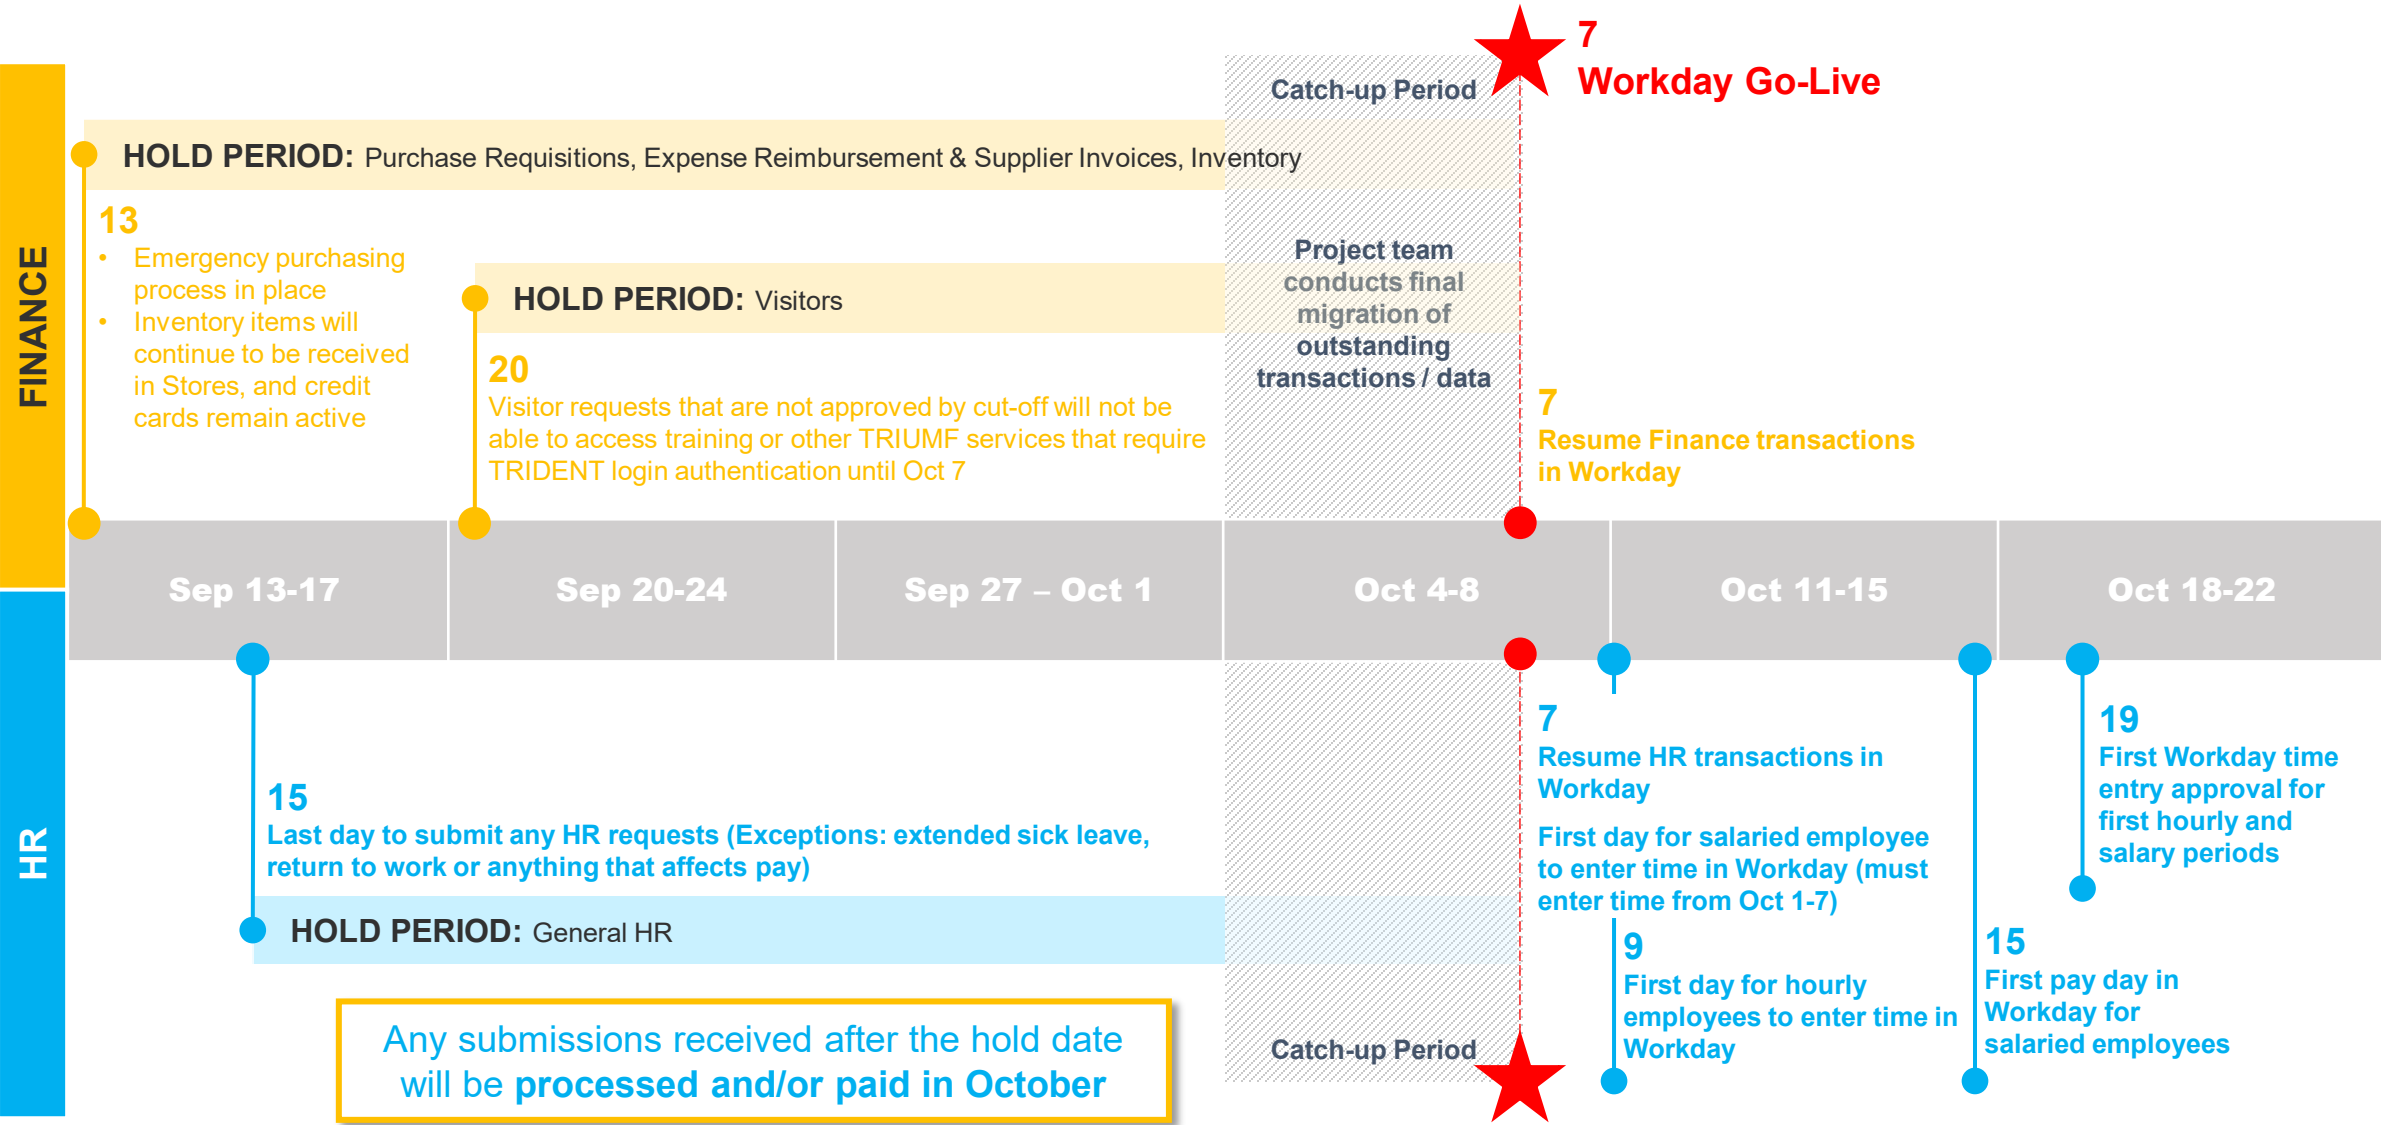 7
Workday Go-Live
Catch-up Period
FINANCE
HOLD PERIOD: Purchase Requisitions, Expense Reimbursement & Supplier Invoices, Inventory
13
• Emergency purchasing
process in place
• Inventory items will
continue to be received
in Stores, and credit
cards remain active
HOLD PERIOD: Visitors
20
Visitor requests that are not approved by cut-off will not be
able to access training or other TRIUMF services that require
TRIDENT login authentication until Oct 7
Project team
conducts final
migration of
outstanding
transactions / data
7
Resume Finance transactions
in Workday
Sep 13-17
Sep 20-24
Sep 27 – Oct 1
Oct 4-8
Oct 11-15
Oct 18-22
HR
15
Last day to submit any HR requests (Exceptions: extended sick leave,
return to work or anything that affects pay)
HOLD PERIOD: General HR
Any submissions received after the hold date
will be processed and/or paid in October
Catch-up Period
7
Resume HR transactions in
Workday
First day for salaried employee
to enter time in Workday (must
enter time from Oct 1-7)
9
First day for hourly
employees to enter time in
Workday
15
First pay day in
Workday for
salaried employees
19
First Workday time
entry approval for
first hourly and
salary periods